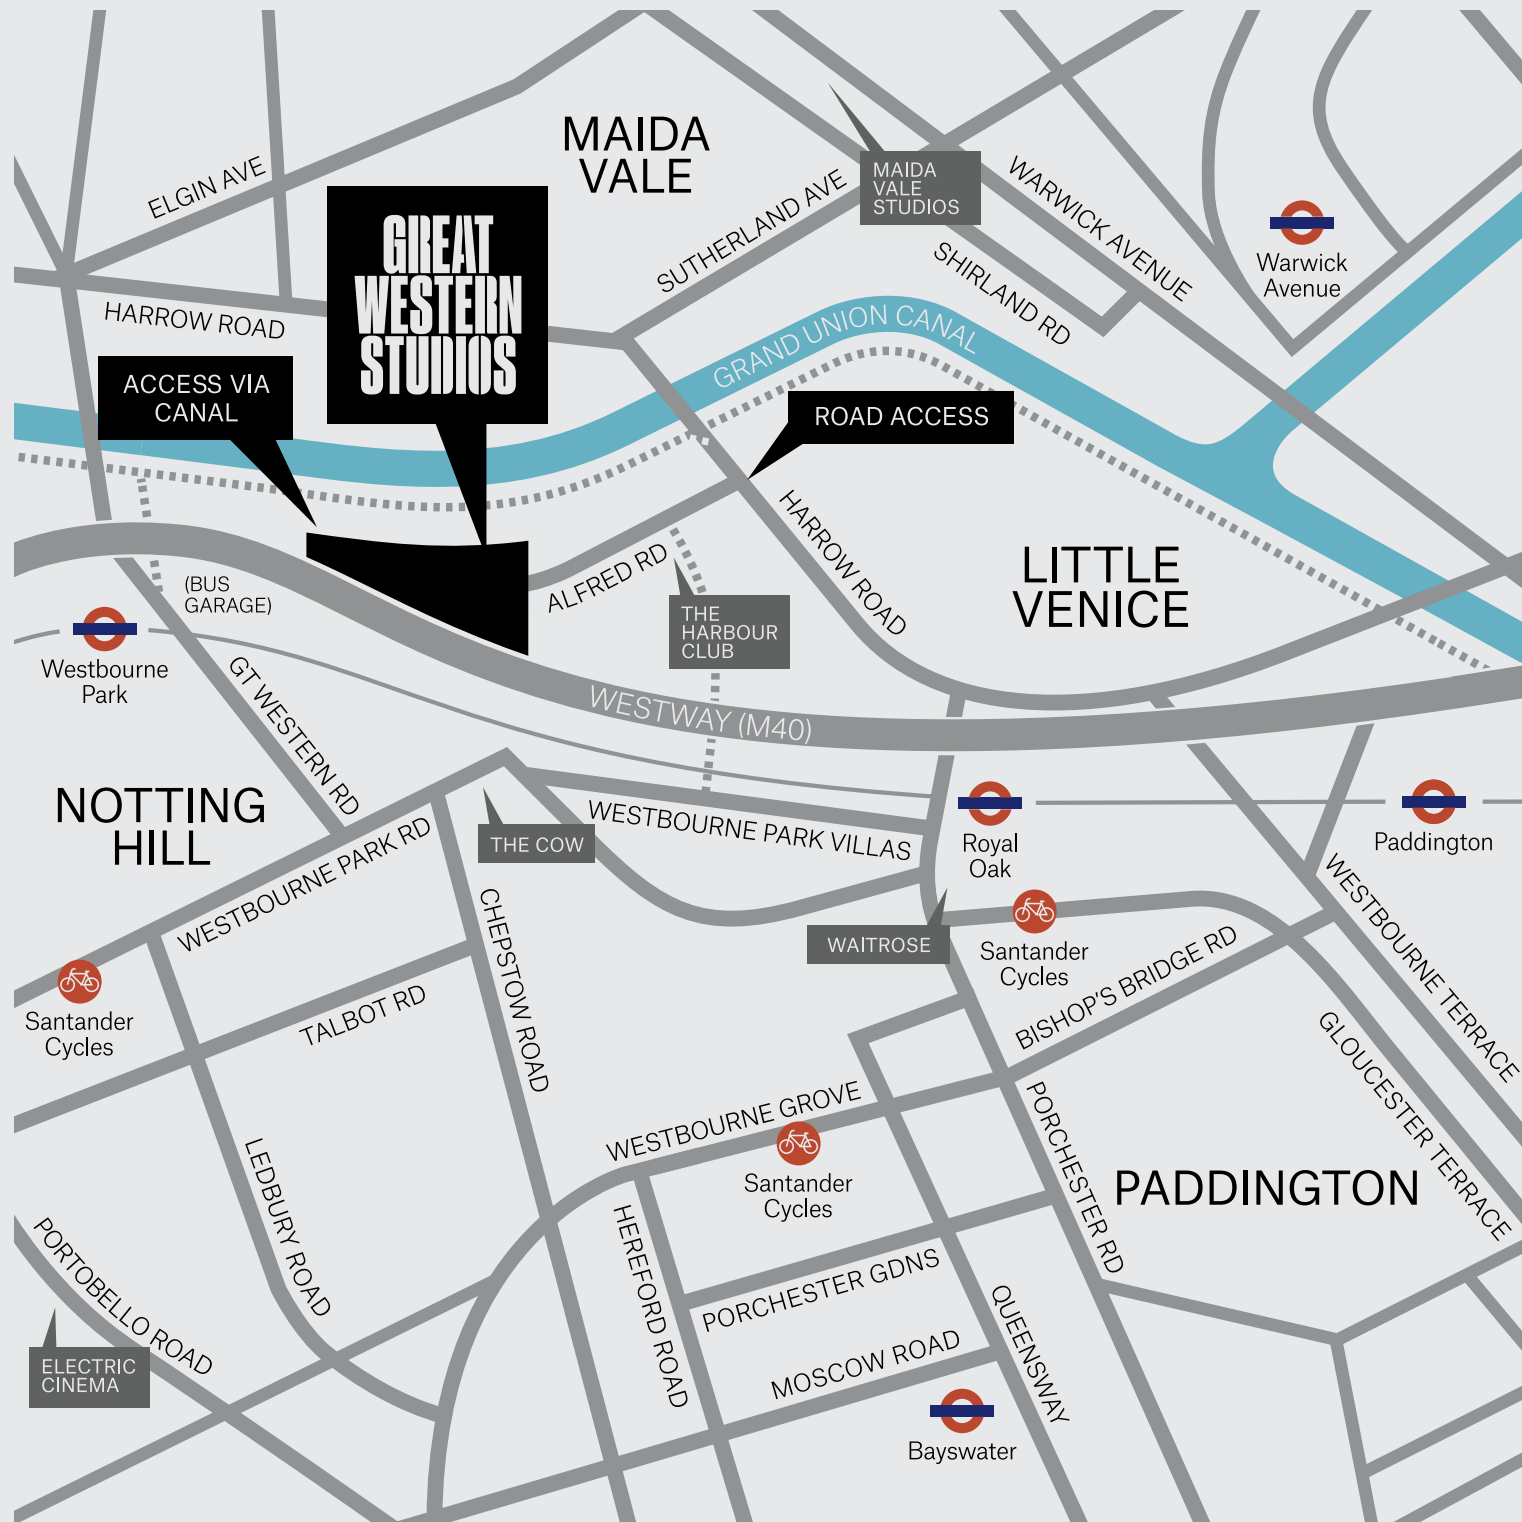 MAIDA
VALE
ELGIN AVE
MAIDA
VALE
STUDIOS
SUTHERLAND AVE
WARWICK AVENUE
GREAT
WESTERN
STUDIOS
Warwick
Avenue
SHIRLAND RD
HARROW ROAD
GRAND UNION CANAL
ACCESS VIA
CANAL
ROAD ACCESS
HARROW ROAD
LITTLE
VENICE
ALFRED RD
(BUS
GARAGE)
THE
HARBOUR
CLUB
Westbourne
Park
GT WESTERN RD
WESTWAY (M40)
NOTTING
HILL
WESTBOURNE PARK RD
THE COW
WESTBOURNE PARK VILLAS
Royal
Oak
Paddington
WESTBOURNE TERRACE
CHEPSTOW ROAD
WAITROSE
Santander
Cycles
BISHOP'S BRIDGE RD
Santander
Cycles
TALBOT RD
GLOUCESTER TERRACE
WESTBOURNE GROVE
PORCHESTER RD
Santander
Cycles
PADDINGTON
LEDBURY ROAD
HEREFORD ROAD
PORTOBELLO ROAD
PORCHESTER GDNS
QUEENSWAY
MOSCOW ROAD
ELECTRIC
CINEMA
Bayswater